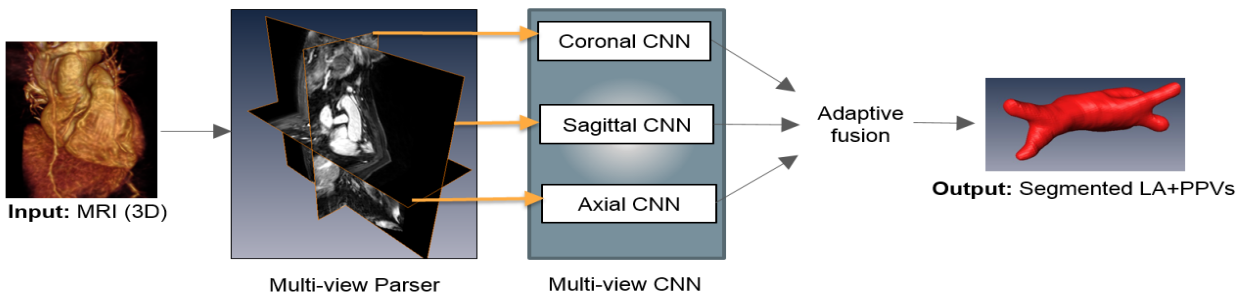 Input: MRI (3D)
Multi-view Parser
Coronal CNN
Sagittal CNN
Axial CNN
Multi-view CNN
Adaptive
fusion
Output: Segmented LA+PPVs